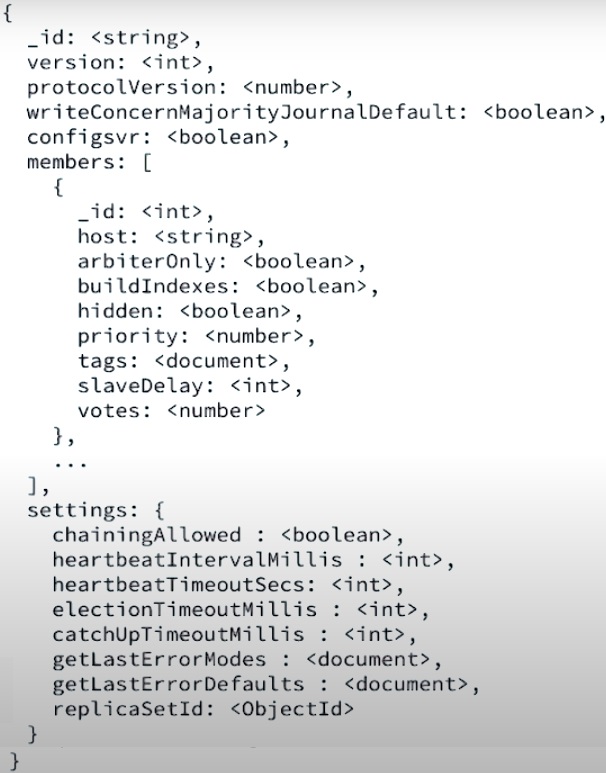 {
  _id: <string>,
  version: <int>,
  protocolVersion: <number>,
  writeConcernMajorityJournalDefault: <boolean>,
  configsvr: <boolean>,
  members: [
    {
      _id: <int>,
      host: <string>,
      arbiterOnly: <boolean>,
      buildIndexes: <boolean>,
      hidden: <boolean>,
      priority: <number>,
      tags: <document>,
      slaveDelay: <int>,
      votes: <number>
    },
    ...
  ],
  settings: {
    chainingAllowed : <boolean>,
    heartbeatIntervalMillis : <int>,
    heartbeatTimeoutSecs: <int>,
    electionTimeoutMillis : <int>,
    catchUpTimeoutMillis : <int>,
    getLastErrorModes : <document>,
    getLastErrorDefaults : <document>,
    replicaSetId: <ObjectId>
  }
}